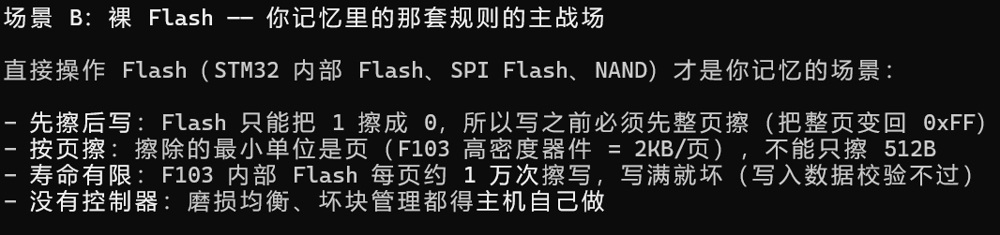 场景 B: 裸 Flash —— 你记忆里的那套规则的主战场
直接操作 Flash（STM32 内部 Flash、SPI Flash、NAND）才是你记忆的场景：
- 先擦后写：Flash 只能把 1 擦成 0，所以写之前必须先整页擦（把整页变回 0xFF）
- 按页擦：擦除的最小单位是页（F103 高密度器件 = 2KB/页），不能只擦 512B
- 寿命有限：F103 内部 Flash 每页约 1 万次擦写，写满就坏（写入数据校验不过）
- 没有控制器：磨损均衡、坏块管理都得主机自己做